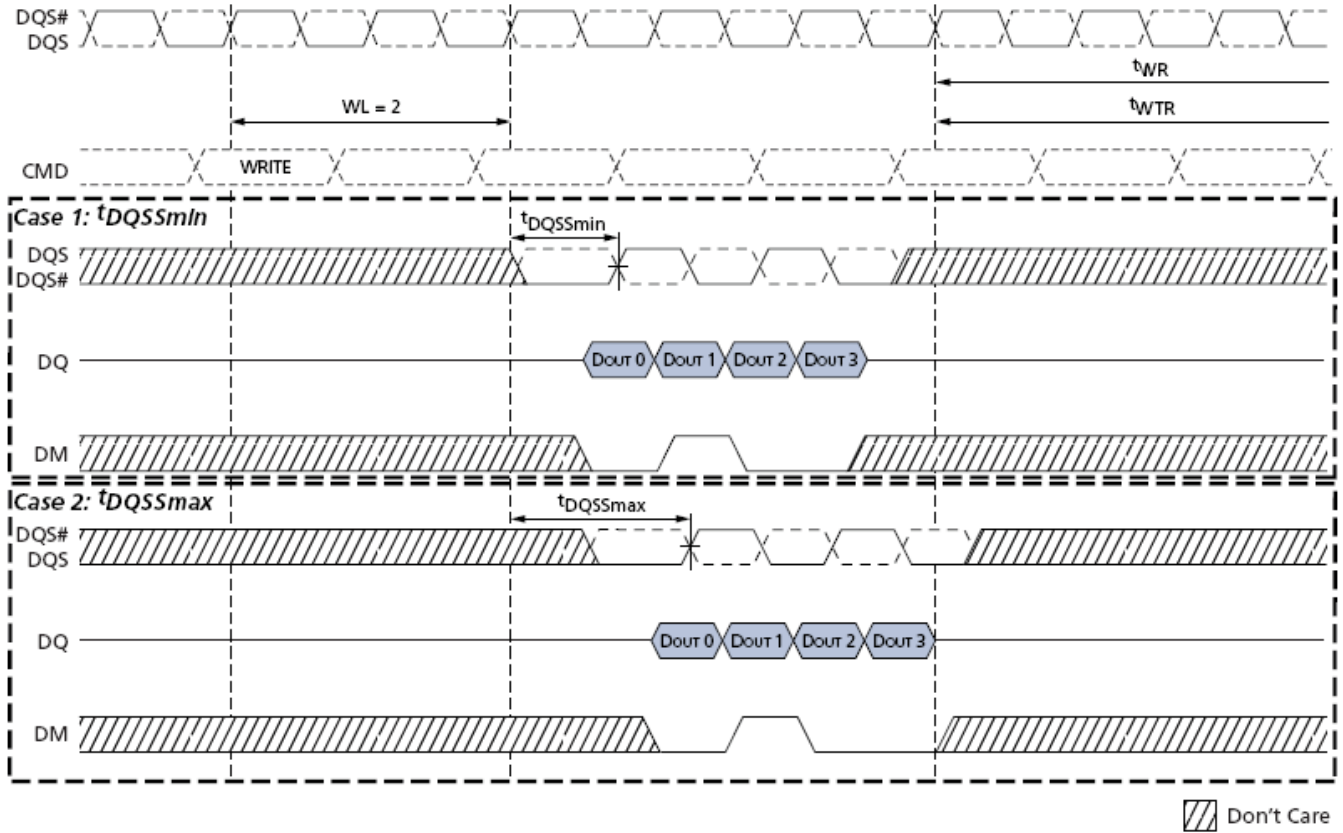 DQS#
DQS
tWR
WL = 2
tWTR
CMD
WRITE
Case 1: tDQSSmin
tDQSSmin
DQS
DQS#
DQ
DOUT 0 DOUT 1 DOUT 2 DOUT 3
DM
Case 2: tDQSSmax
tDQSSmax
DQS#
DQS
DQ
DOUT 0 DOUT 1 DOUT 2 DOUT 3
DM
Don't Care